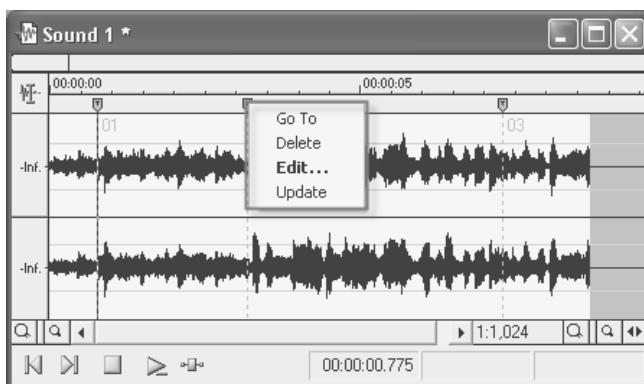 Sound 1 *
00:00:00 00:00:05
01 03
Go To
Delete
Edit...
Update
-Inf.
-Inf.
1:1,024
00:00:00.775